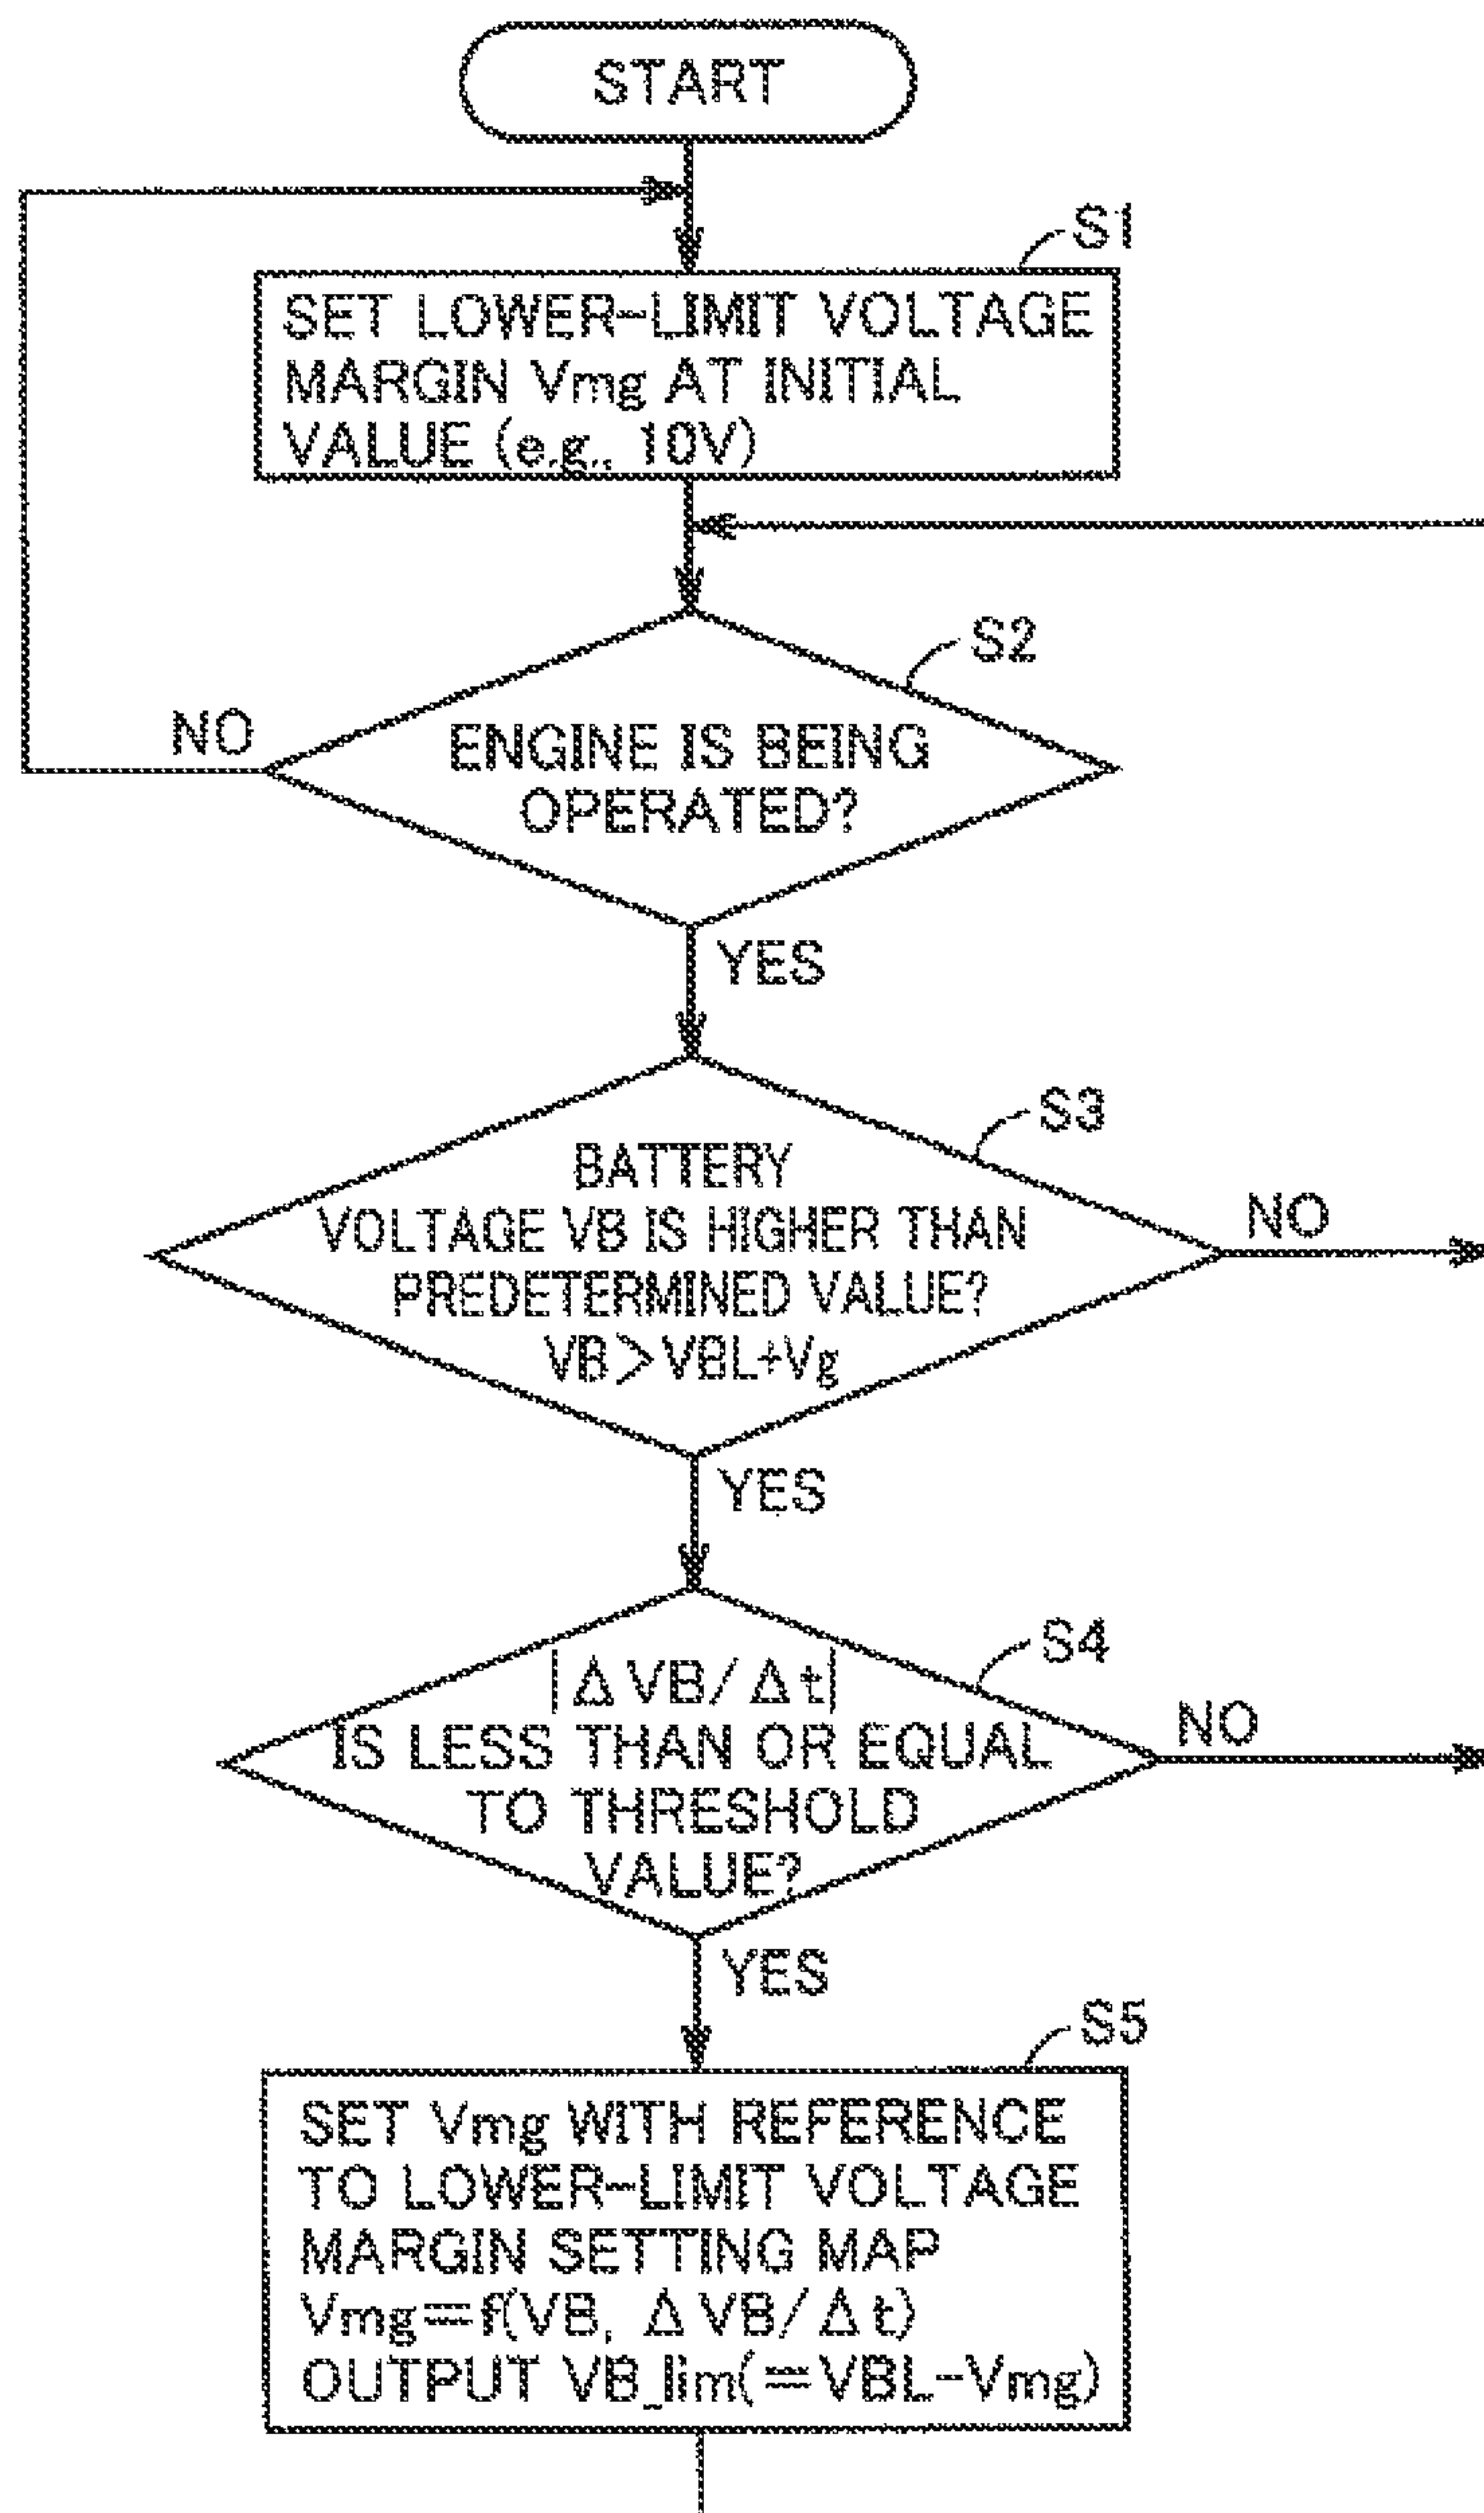 START
S1
SET LOWER-LIMIT VOLTAGE
MARGIN Vmg AT INITIAL
VALUE (e.g., 10V)
S2
NO
ENGINE IS BEING
OPERATED?
YES
S3
BATTERY
VOLTAGE VB IS HIGHER THAN
PREDETERMINED VALUE?
VB>VBL+Vg
NO
YES
S4
|ΔVB/Δt|
IS LESS THAN OR EQUAL
TO THRESHOLD
VALUE?
NO
YES
S5
SET Vmg WITH REFERENCE
TO LOWER-LIMIT VOLTAGE
MARGIN SETTING MAP
Vmg=f(VB, ΔVB/Δt)
OUTPUT VB_lim(=VBL-Vmg)